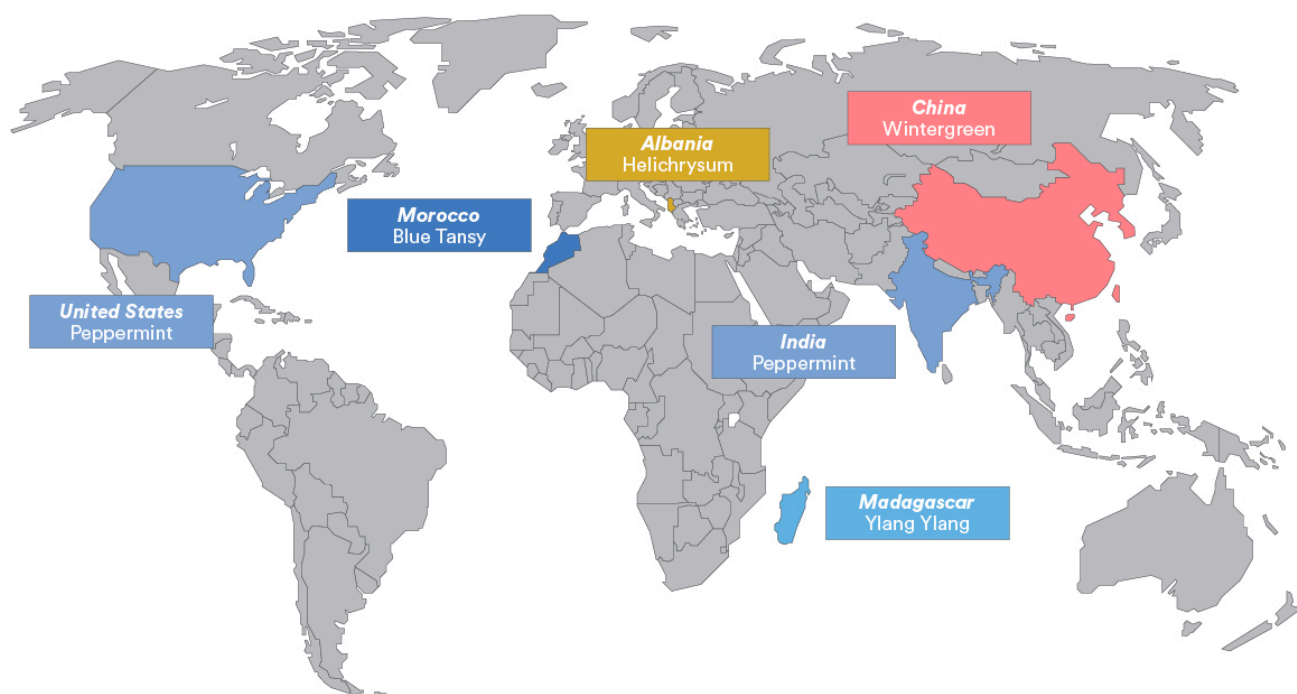 China
Wintergreen
Albania
Helichrysum
Morocco
Blue Tansy
United States
Peppermint
India
Peppermint
Madagascar
Ylang Ylang